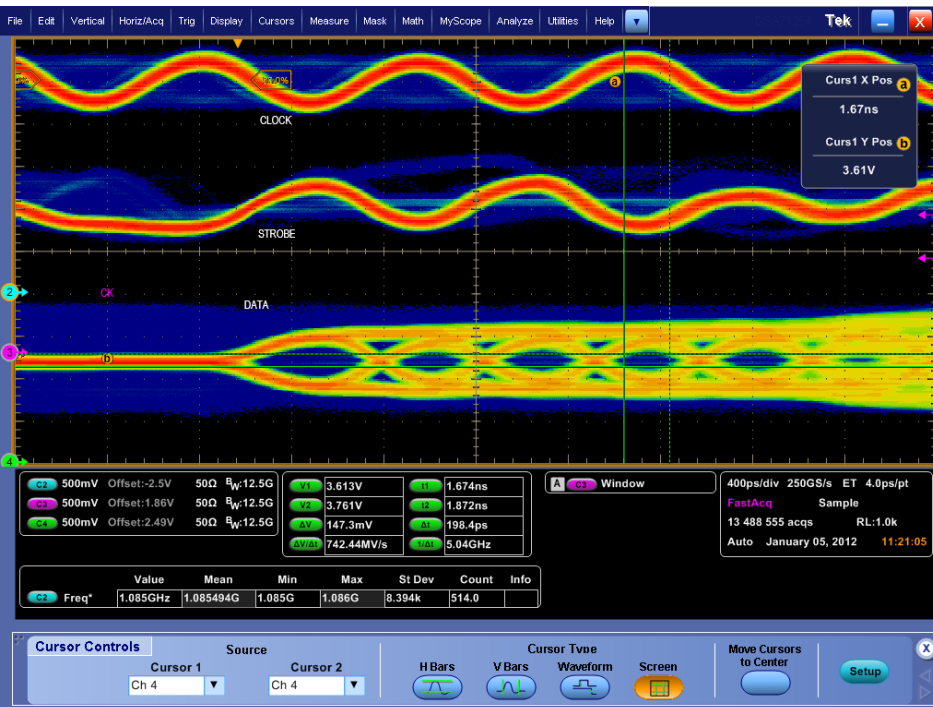 File Edit Vertical Horiz/Acq Trig Display Cursors Measure Mask Math MyScope Analyze Utilities Help Tek X
a
Curs1 X Pos a
1.67ns
CLOCK
Curs1 Y Pos b
3.61V
STROBE
2 CK
DATA
3 b
4
C2 500mV Offset:-2.5V 50Ω BW:12.5G
C3 500mV Offset:1.86V 50Ω BW:12.5G
C4 500mV Offset:2.49V 50Ω BW:12.5G
V1 3.613V t1 1.674ns
V2 3.761V t2 1.872ns
ΔV 147.3mV Δt 198.4ps
ΔV/Δt 742.44MV/s 1/Δt 5.04GHz
A C3 Window
400ps/div 250GS/s ET 4.0ps/pt
FastAcq Sample
13 488 555 acqs RL:1.0k
Auto January 05, 2012 11:21:05
Value Mean Min Max St Dev Count Info
C2 Freq* 1.085GHz 1.085494G 1.085G 1.086G 8.394k 514.0
Cursor Controls Source Cursor Type Move Cursors to Center X
Cursor 1 Cursor 2 H Bars V Bars Waveform Screen Setup
Ch 4 Ch 4